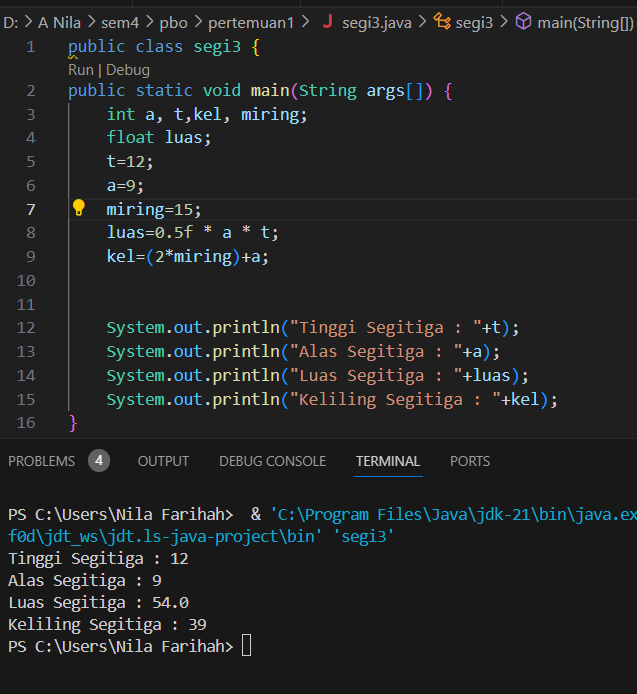 D: > A Nila > sem4 > pbo > pertemuan1 > J segi3.java > segi3 > main(String[])
1 public class segi3 {
Run | Debug
2 public static void main(String args[]) {
3 int a, t,kel, miring;
4 float luas;
5 t=12;
6 a=9;
7 miring=15;
8 luas=0.5f * a * t;
9 kel=(2*miring)+a;
10
11
12 System.out.println("Tinggi Segitiga : "+t);
13 System.out.println("Alas Segitiga : "+a);
14 System.out.println("Luas Segitiga : "+luas);
15 System.out.println("Keliling Segitiga : "+kel);
16 }
PROBLEMS 4 OUTPUT DEBUG CONSOLE TERMINAL PORTS
PS C:\Users\Nila Farihah> & 'C:\Program Files\Java\jdk-21\bin\java.ex
f0d\jdt_ws\jdt.ls-java-project\bin' 'segi3'
Tinggi Segitiga : 12
Alas Segitiga : 9
Luas Segitiga : 54.0
Keliling Segitiga : 39
PS C:\Users\Nila Farihah>